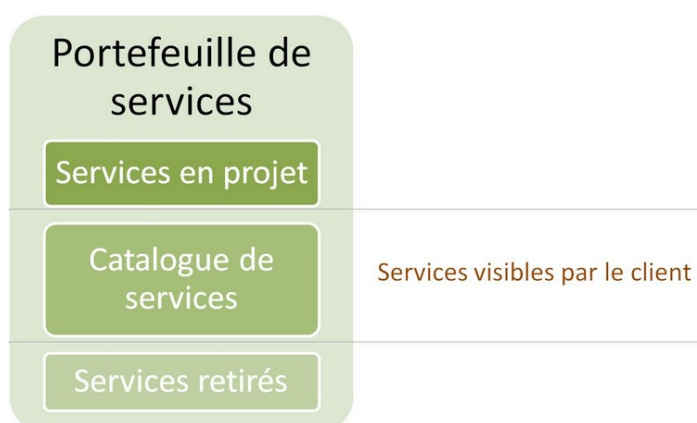 Portefeuille de
services
Services en projet
Catalogue de
services
Services visibles par le client
Services retirés